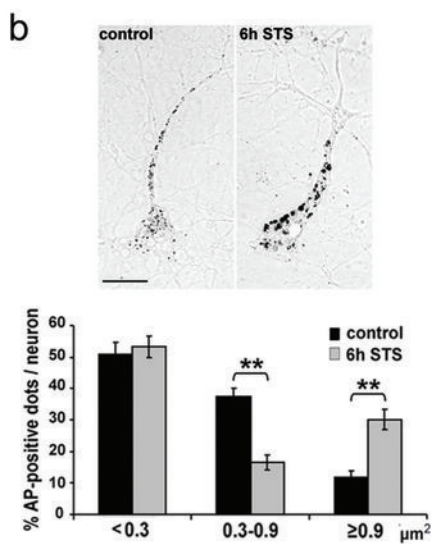 b
control 6h STS
% AP-positive dots / neuron
60
50
40
30
20
10
0
control
6h STS
** **
<0.3 0.3-0.9 ≥0.9 µm²